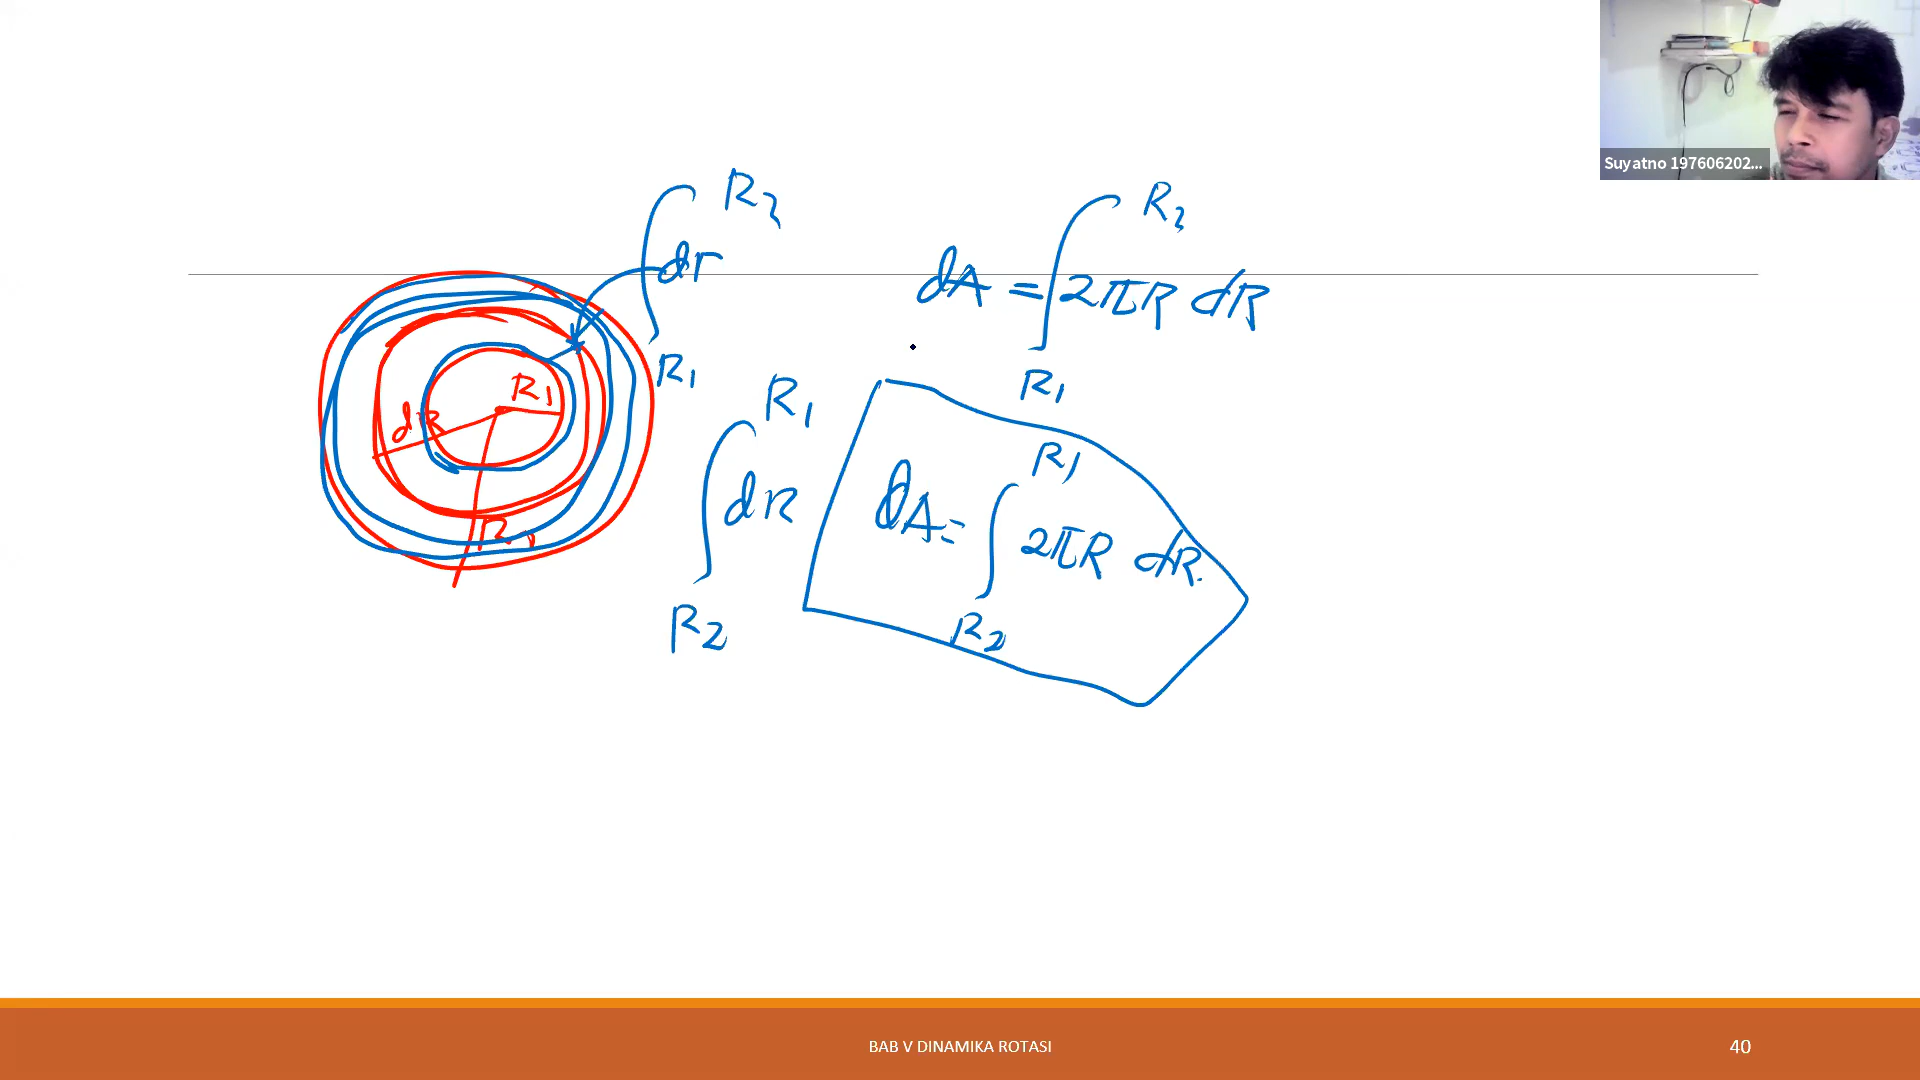 Suyatno 197606202...
R2
dr
R1
dA = ∫ 2πR dR
R2
R1
R1
dR
R2
R1
dR
R2
R1
dA = ∫ 2πR dR.
R2
BAB V DINAMIKA ROTASI
40